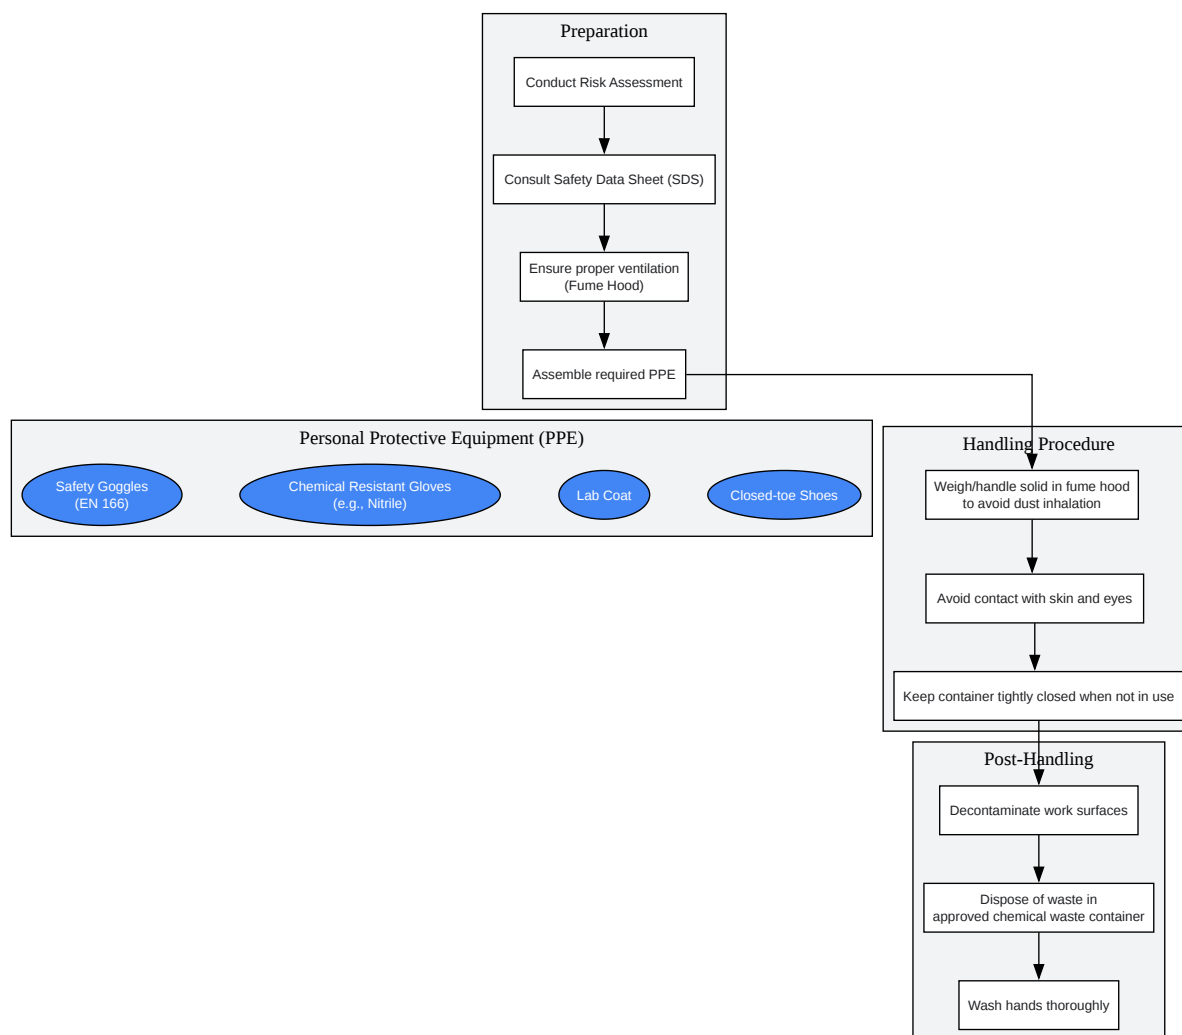 Preparation
Conduct Risk Assessment
Consult Safety Data Sheet (SDS)
Ensure proper ventilation
(Fume Hood)
Assemble required PPE
Personal Protective Equipment (PPE)
Safety Goggles
(EN 166)
Chemical Resistant Gloves
(e.g., Nitrile)
Lab Coat
Closed-toe Shoes
Handling Procedure
Weigh/handle solid in fume hood
to avoid dust inhalation
Avoid contact with skin and eyes
Keep container tightly closed when not in use
Post-Handling
Decontaminate work surfaces
Dispose of waste in
approved chemical waste container
Wash hands thoroughly